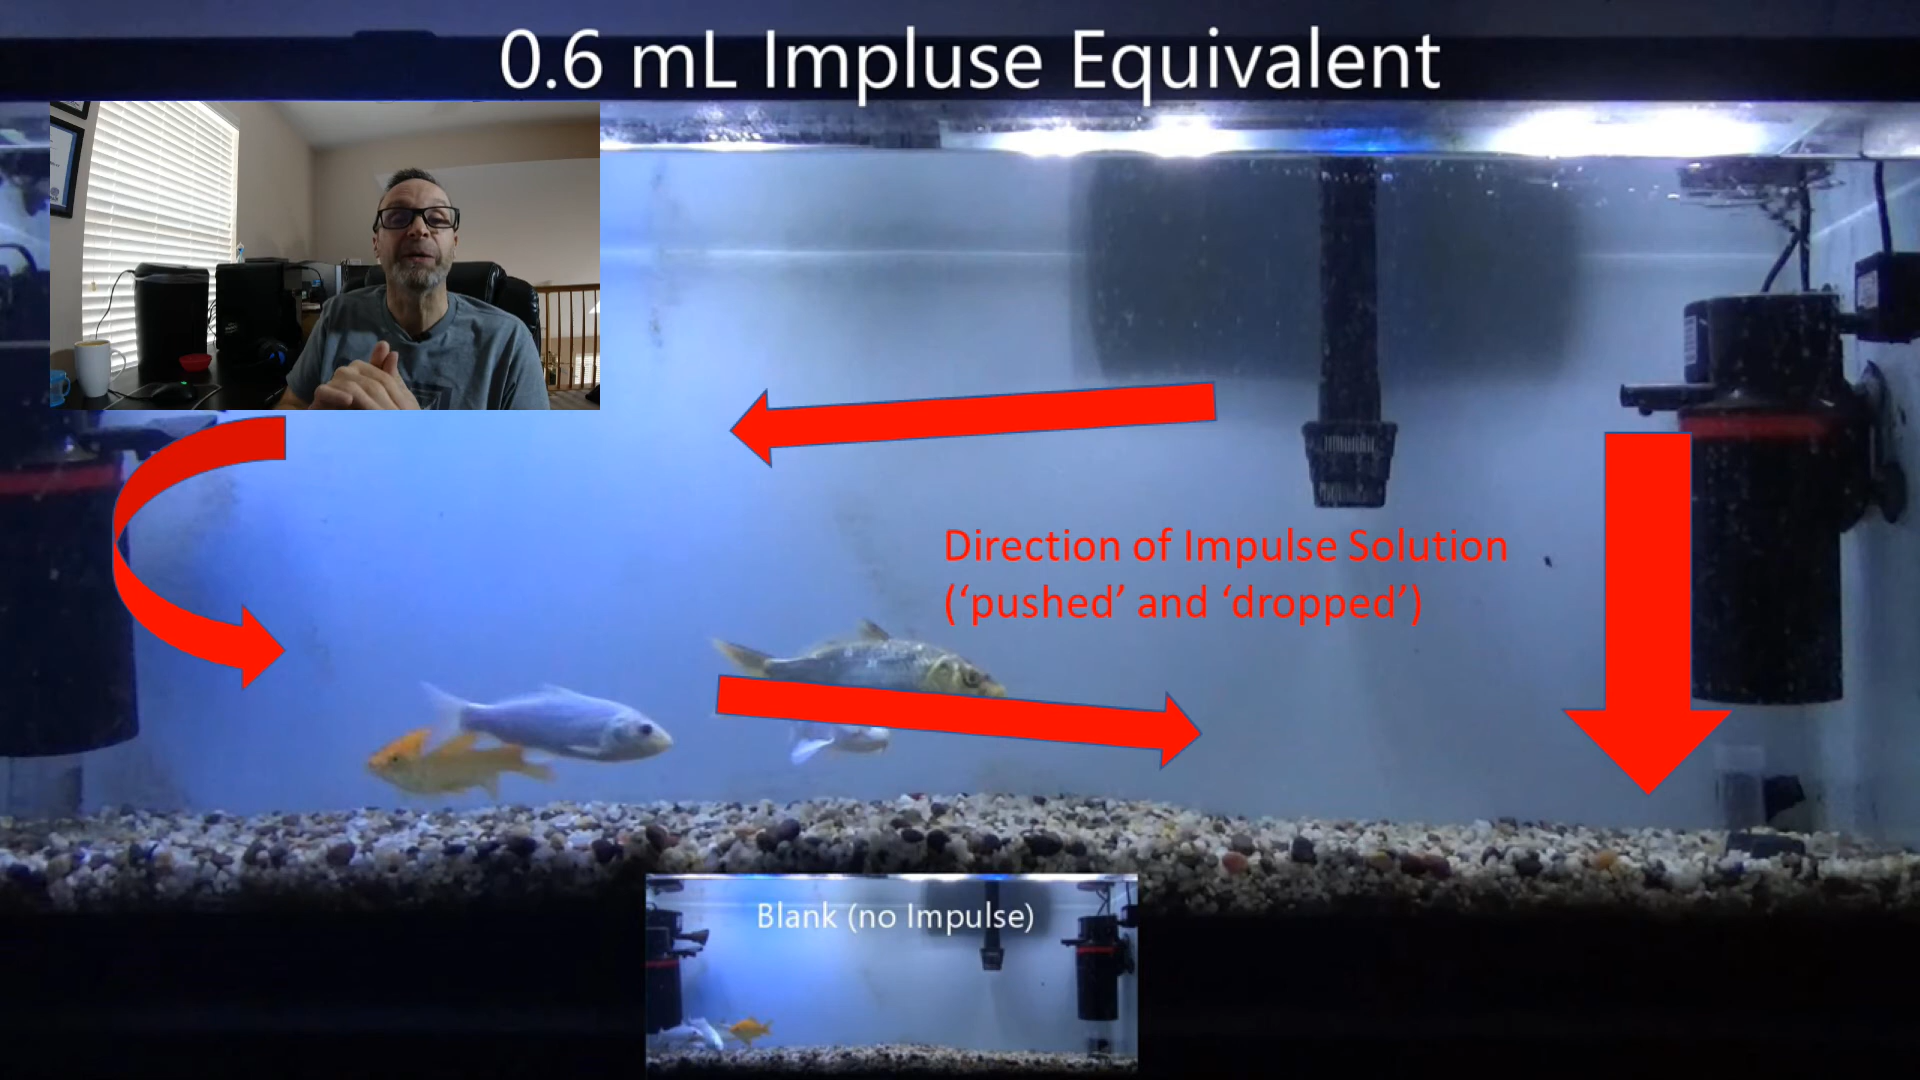 0.6 mL Impluse Equivalent
Direction of Impulse Solution
(‘pushed’ and ‘dropped’)
Blank (no Impulse)